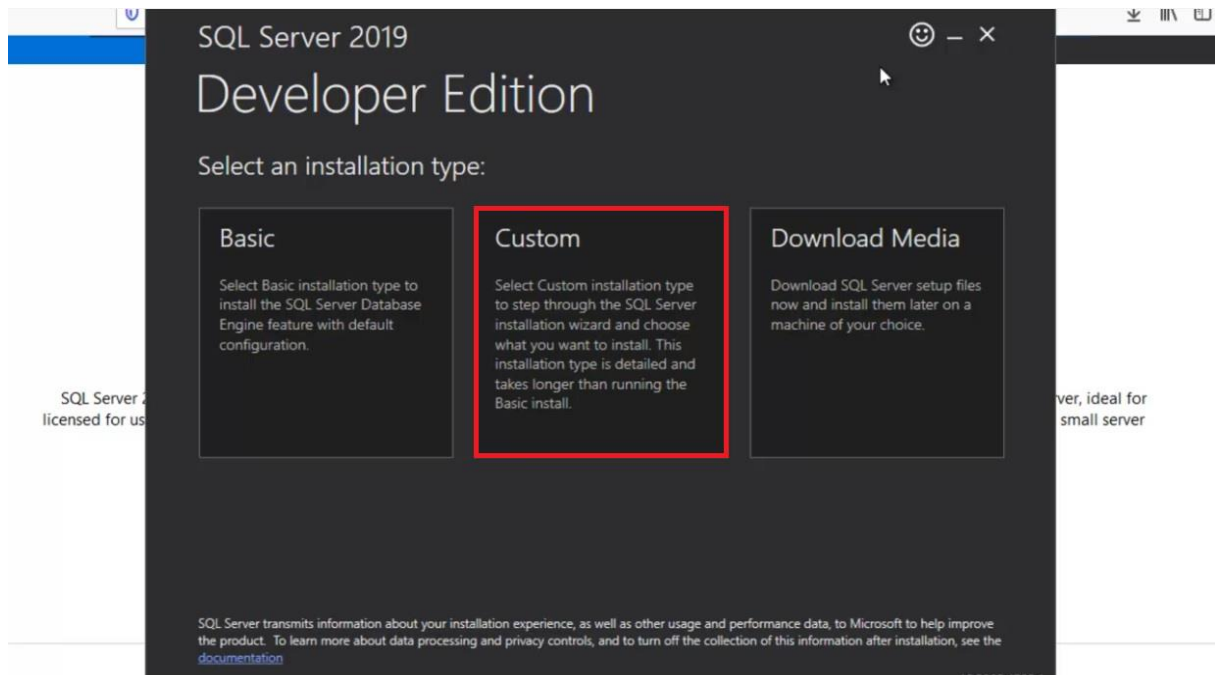 SQL Server 2019
Developer Edition
Select an installation type:
Basic
Select Basic installation type to
install the SQL Server Database
Engine feature with default
configuration.
Custom
Select Custom installation type
to step through the SQL Server
installation wizard and choose
what you want to install. This
installation type is detailed and
takes longer than running the
Basic install.
Download Media
Download SQL Server setup files
now and install them later on a
machine of your choice.
SQL Server
licensed for us
ver, ideal for
small server
SQL Server transmits information about your installation experience, as well as other usage and performance data, to Microsoft to help improve
the product. To learn more about data processing and privacy controls, and to turn off the collection of this information after installation, see the
documentation